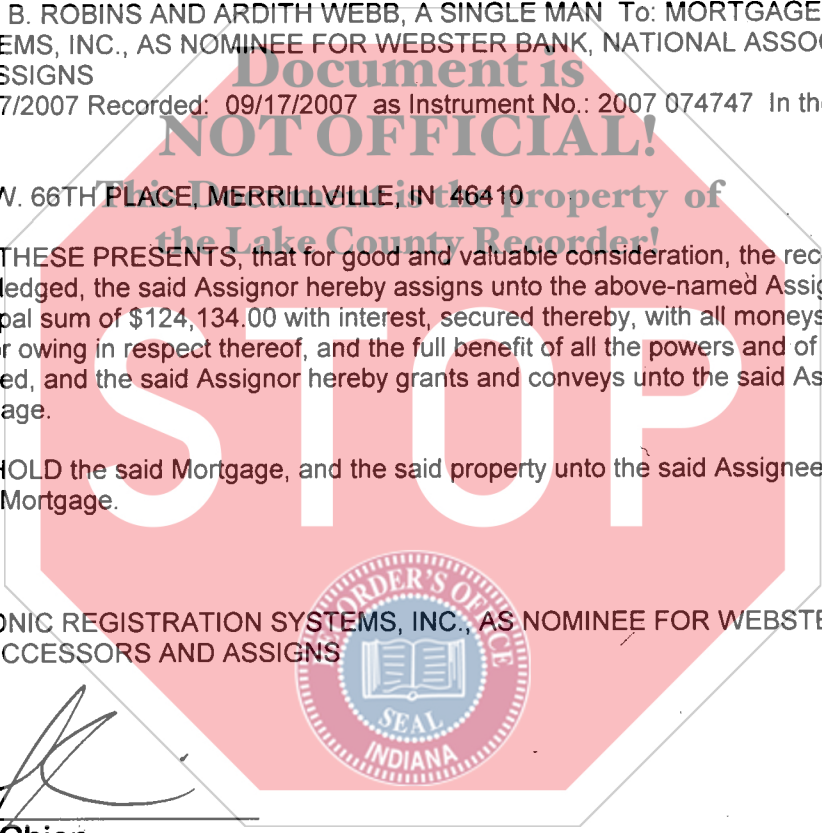 B. ROBINS AND ARDITH WEBB, A SINGLE MAN To: MORTGAGE
EMS, INC., AS NOMINEE FOR WEBSTER BANK, NATIONAL ASSOC
SSIGNS
Document is
7/2007 Recorded: 09/17/2007 as Instrument No.: 2007 074747 In the
NOT OFFICIAL!
W. 66TH PLACE, MERRILLVILLE, IN 46410
This Document is the property of
the Lake County Recorder!
THESE PRESENTS, that for good and valuable consideration, the rec
ledged, the said Assignor hereby assigns unto the above-named Assig
pal sum of $124,134.00 with interest, secured thereby, with all moneys
r owing in respect thereof, and the full benefit of all the powers and of
ed, and the said Assignor hereby grants and conveys unto the said As
age.
STOP
HOLD the said Mortgage, and the said property unto the said Assignee
Mortgage.
RECORDER'S OFFICE
ONIC REGISTRATION SYSTEMS, INC., AS NOMINEE FOR WEBSTE
CCESSORS AND ASSIGNS
SEAL
INDIANA